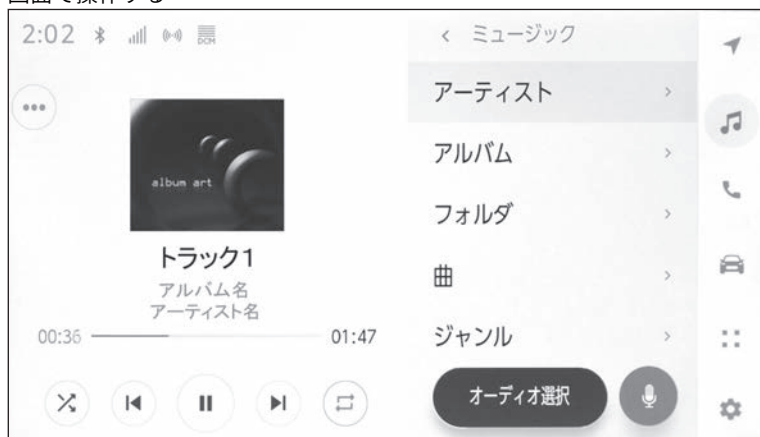 画面で操作する
2:02
DCM
album art
トラック1
アルバム名
アーティスト名
00:36
01:47
< ミュージック
アーティスト
アルバム
フォルダ
曲
ジャンル
オーディオ選択